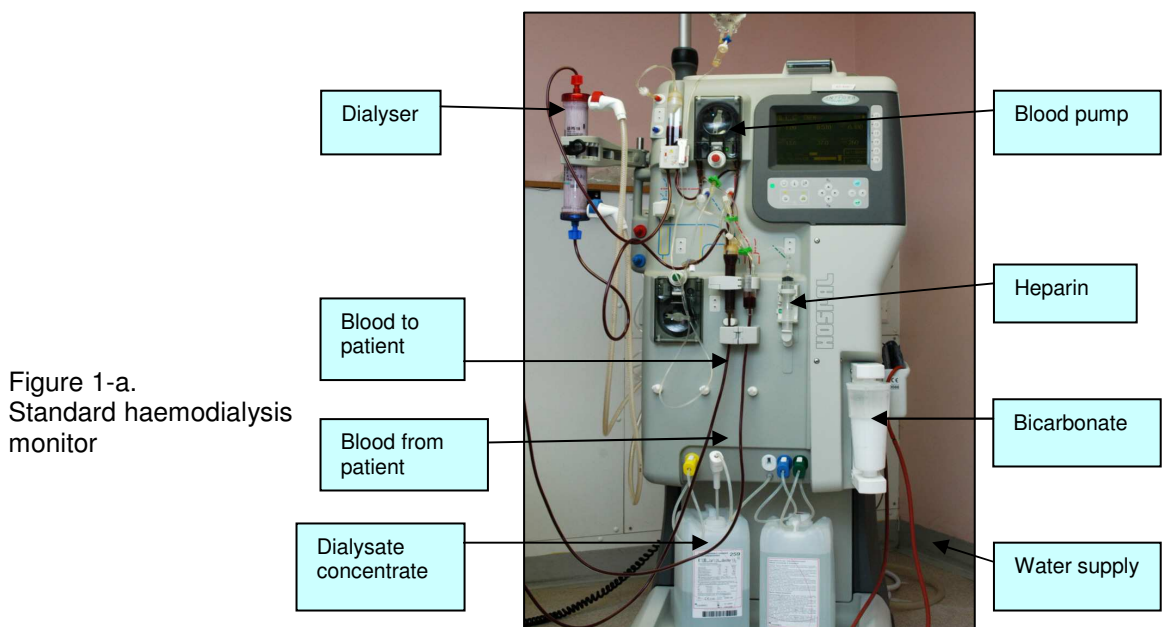 Figure 1-a.
Standard haemodialysis
monitor
Dialyser
Blood to
patient
Blood from
patient
Dialysate
concentrate
Blood pump
Heparin
Bicarbonate
Water supply
HOSPAL